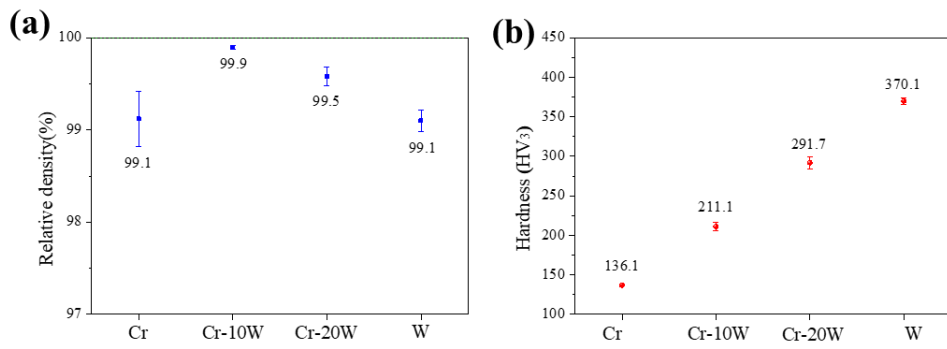 (a)
Relative density(%)
100
99
98
97
99.1
99.9
99.5
99.1
Cr
Cr-10W
Cr-20W
W
(b)
Hardness (HV3)
450
400
350
300
250
200
150
100
136.1
211.1
291.7
370.1
Cr
Cr-10W
Cr-20W
W